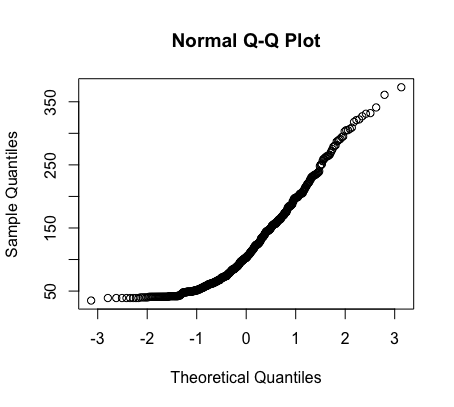 Normal Q-Q Plot
350
250
150
50
Sample Quantiles
-3 -2 -1 0 1 2 3
Theoretical Quantiles